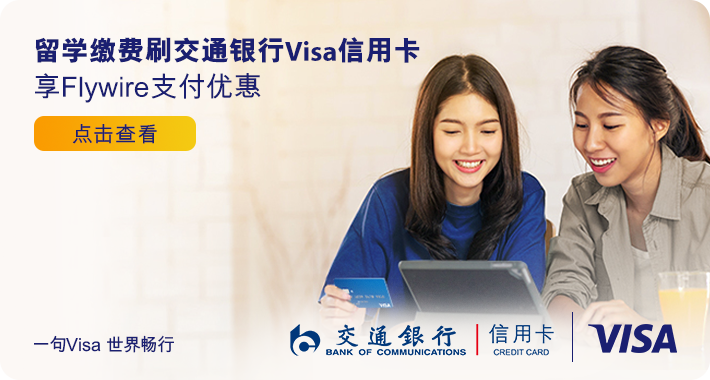 留学缴费刷交通银行Visa信用卡
享Flywire支付优惠
点击查看
一句Visa 世界畅行
交通銀行
BANK OF COMMUNICATIONS
信用卡
CREDIT CARD
VISA